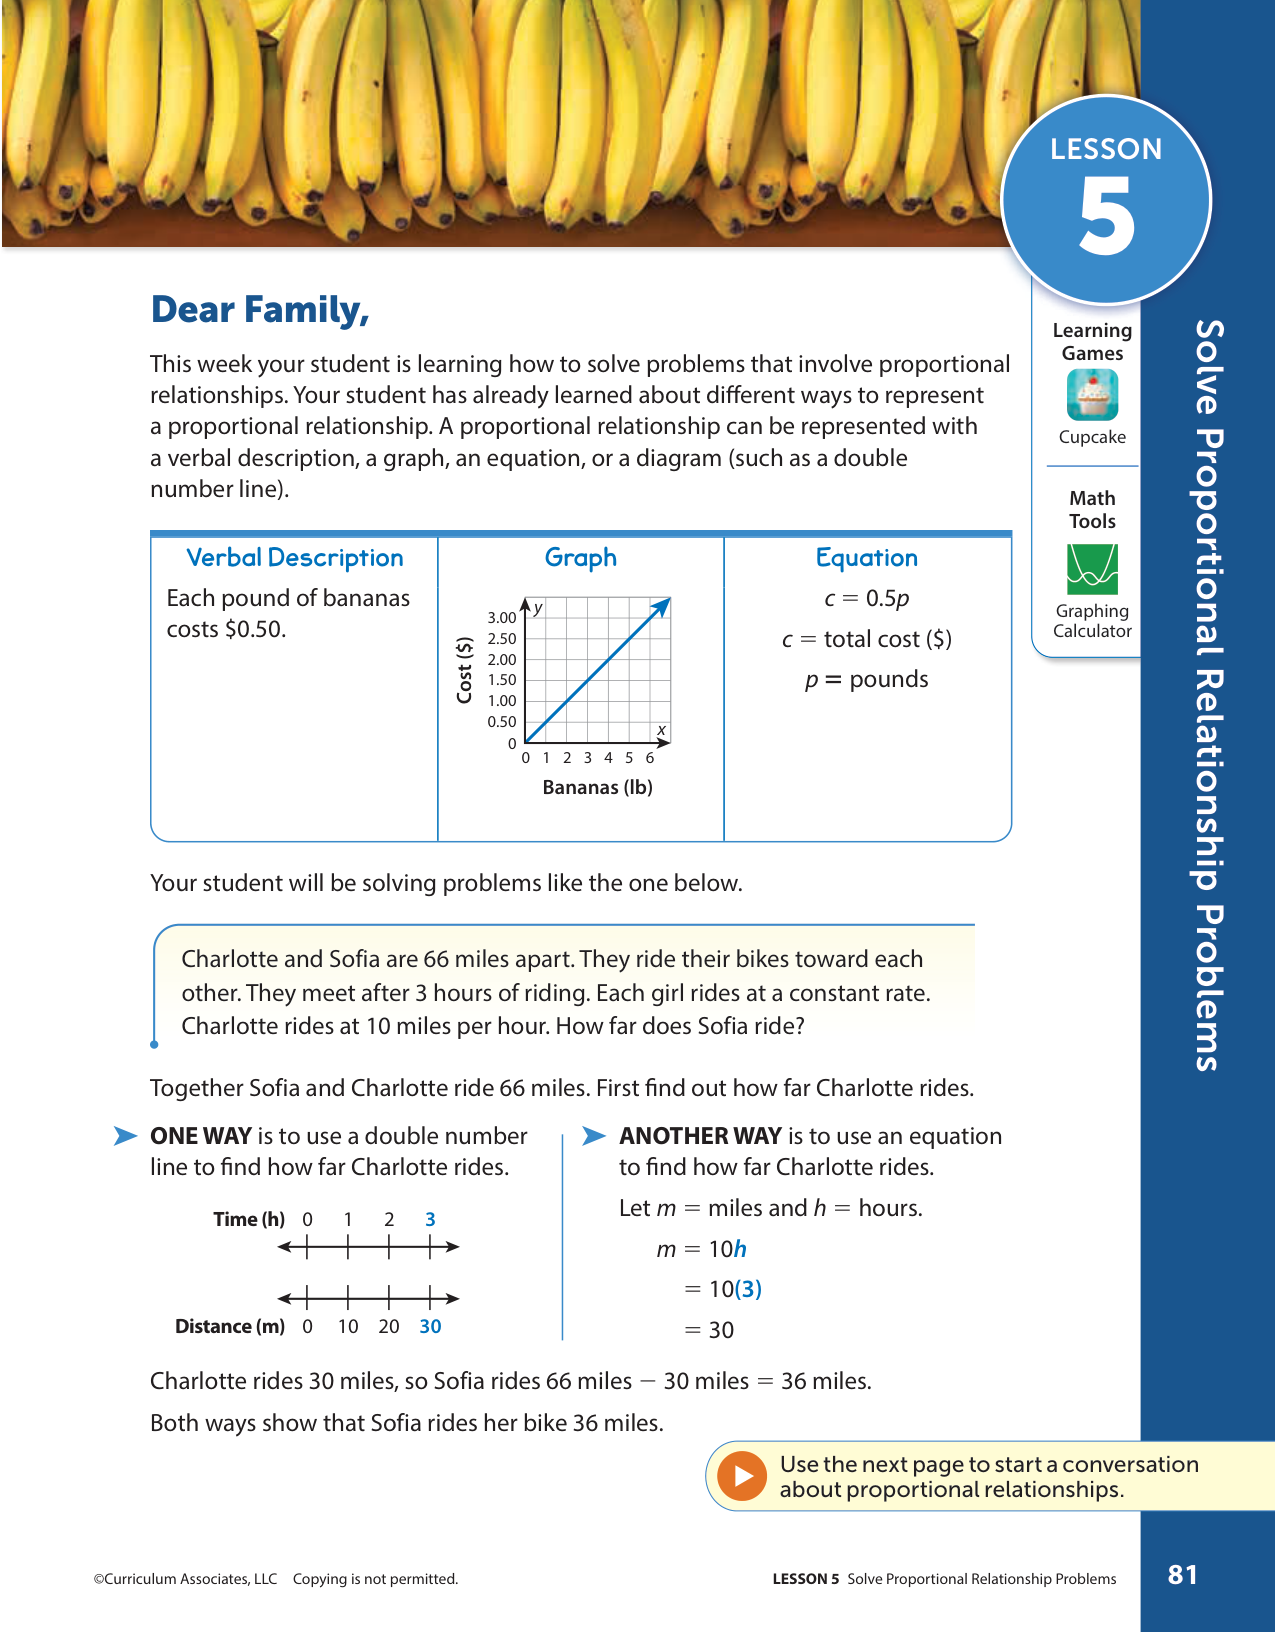 LESSON
5
Solve Proportional Relationship Problems
Learning
Games
Cupcake
Math
Tools
Graphing
Calculator
Dear Family,
This week your student is learning how to solve problems that involve proportional
relationships. Your student has already learned about different ways to represent
a proportional relationship. A proportional relationship can be represented with
a verbal description, a graph, an equation, or a diagram (such as a double
number line).
Verbal Description
Each pound of bananas
costs $0.50.
Graph
y
3.00
2.50
2.00
1.50
1.00
0.50
0
Cost ($)
x
0 1 2 3 4 5 6
Bananas (lb)
Equation
c = 0.5p
c = total cost ($)
p = pounds
Your student will be solving problems like the one below.
Charlotte and Sofia are 66 miles apart. They ride their bikes toward each
other. They meet after 3 hours of riding. Each girl rides at a constant rate.
Charlotte rides at 10 miles per hour. How far does Sofia ride?
Together Sofia and Charlotte ride 66 miles. First find out how far Charlotte rides.
➤ ONE WAY is to use a double number
line to find how far Charlotte rides.
Time (h) 0 1 2 3
Distance (m) 0 10 20 30
➤ ANOTHER WAY is to use an equation
to find how far Charlotte rides.
Let m = miles and h = hours.
m = 10h
= 10(3)
= 30
Charlotte rides 30 miles, so Sofia rides 66 miles − 30 miles = 36 miles.
Both ways show that Sofia rides her bike 36 miles.
Use the next page to start a conversation
about proportional relationships.
©Curriculum Associates, LLC Copying is not permitted.
LESSON 5 Solve Proportional Relationship Problems
81